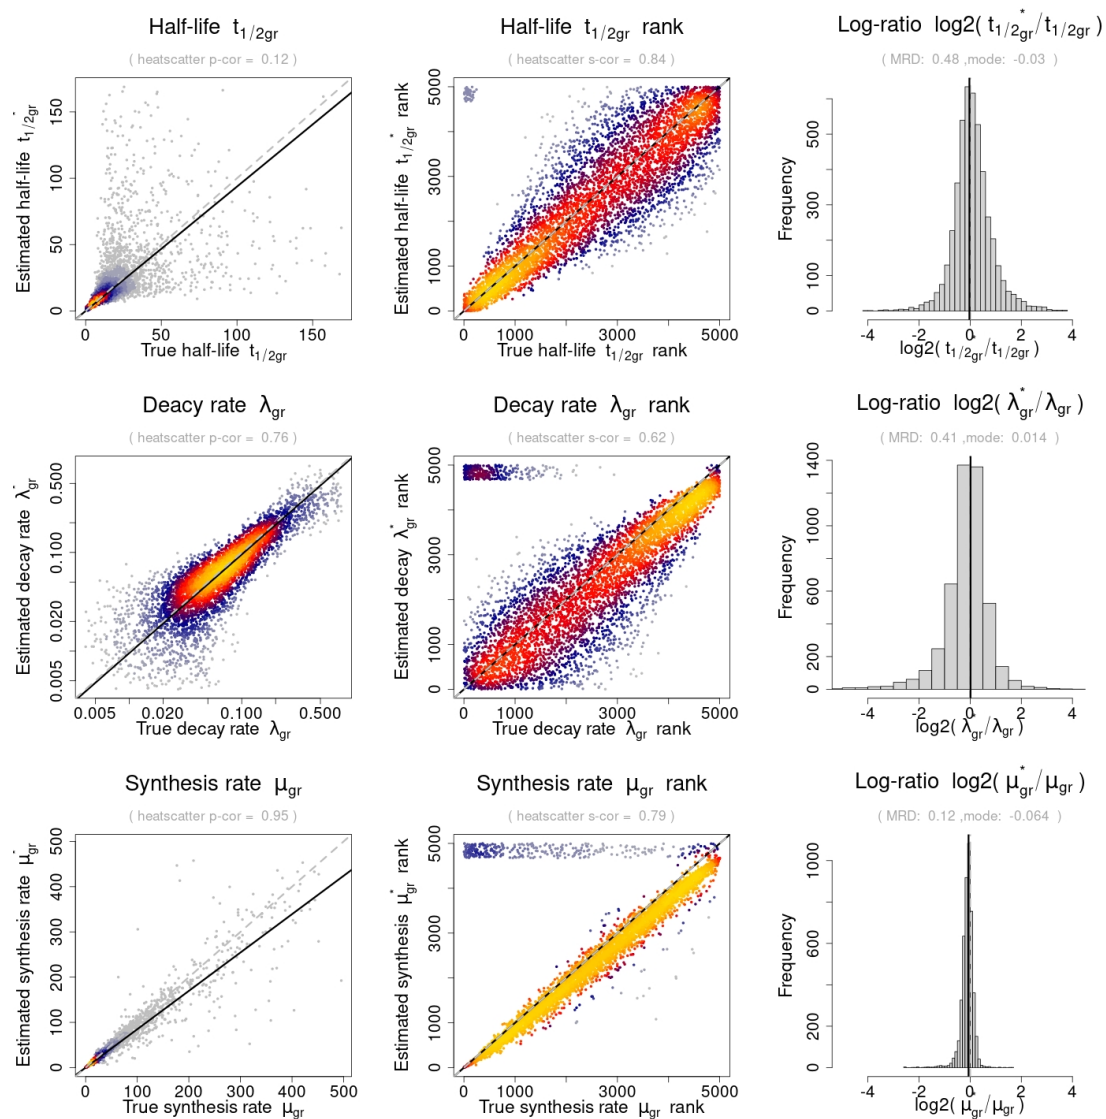 Half-life t1/2gr
( heatscatter p-cor = 0.12 )
Estimated half-life t*1/2gr
0 50 100 150
0 50 100 150
True half-life t1/2gr
Half-life t1/2gr rank
( heatscatter s-cor = 0.84 )
Estimated half-life t*1/2gr rank
0 1000 3000 5000
0 1000 3000 5000
True half-life t1/2gr rank
Log-ratio log2( t*1/2gr/t1/2gr )
( MRD: 0.48 ,mode: -0.03 )
Frequency
0 100 300 500
-4 -2 0 2 4
log2( t1/2gr/t1/2gr )
Deacy rate λgr
( heatscatter p-cor = 0.76 )
Estimated decay rate λ*gr
0.005 0.020 0.100 0.500
0.005 0.020 0.100 0.500
True decay rate λgr
Decay rate λgr rank
( heatscatter s-cor = 0.62 )
Estimated decay λ*gr rank
0 1000 3000 5000
0 1000 3000 5000
True decay rate λgr rank
Log-ratio log2( λ*gr/λgr )
( MRD: 0.41 ,mode: 0.014 )
Frequency
0 200 600 1000 1400
-4 -2 0 2 4
log2( λgr/λgr )
Synthesis rate μgr
( heatscatter p-cor = 0.95 )
Estimated synthesis rate μ*gr
0 100 200 300 400 500
0 100 200 300 400 500
True synthesis rate μgr
Synthesis rate μgr rank
( heatscatter s-cor = 0.79 )
Estimated synthesis μ*gr rank
0 1000 3000 5000
0 1000 3000 5000
True synthesis rate μgr rank
Log-ratio log2( μ*gr/μgr )
( MRD: 0.12 ,mode: -0.064 )
Frequency
0 200 600 1000
-4 -2 0 2 4
log2( μgr/μgr )